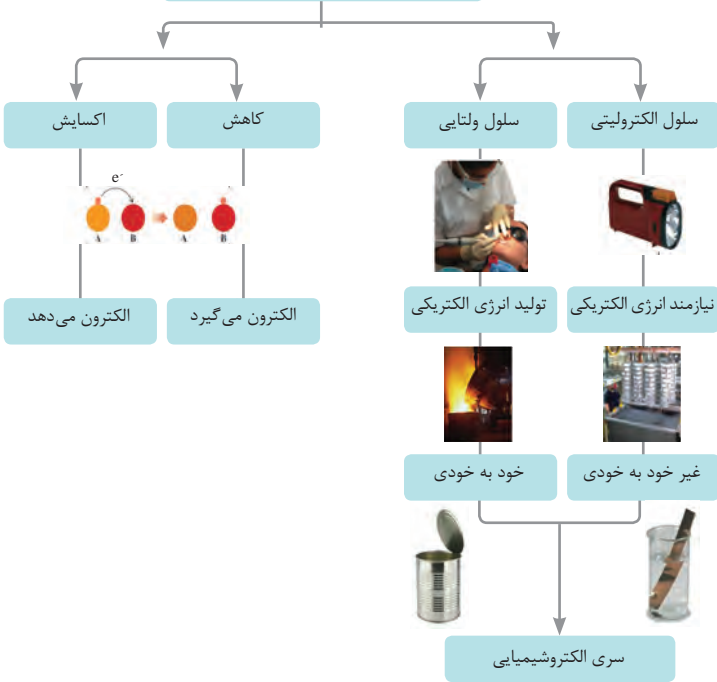 سلول الکترولیتی
سلول ولتایی
کاهش
اکسایش
e-
A B A B
نیازمند انرژی الکتریکی
تولید انرژی الکتریکی
الکترون می‌گیرد
الکترون می‌دهد
غیر خود به خودی
خود به خودی
سری الکتروشیمیایی